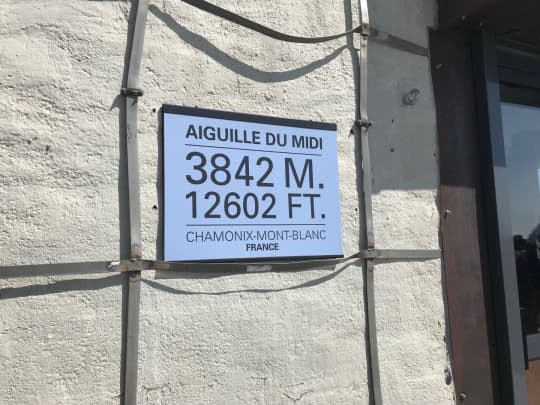 AIGUILLE DU MIDI
3842 M.
12602 FT.
CHAMONIX-MONT-BLANC
FRANCE